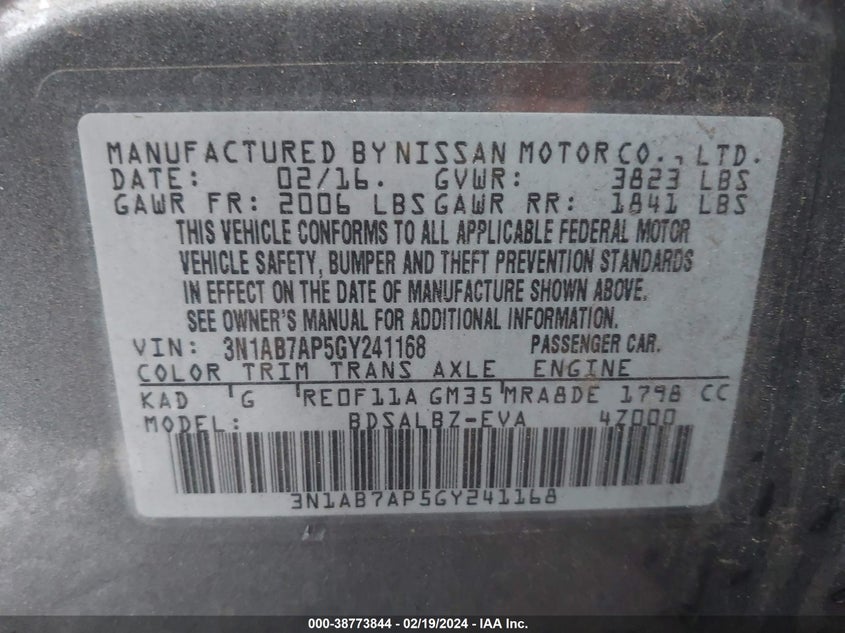 MANUFACTURED BY NISSAN MOTOR CO., LTD.
DATE: 02/16. GVWR: 3823 LBS
GAWR FR: 2006 LBS GAWR RR: 1841 LBS
THIS VEHICLE CONFORMS TO ALL APPLICABLE FEDERAL MOTOR
VEHICLE SAFETY, BUMPER AND THEFT PREVENTION STANDARDS
IN EFFECT ON THE DATE OF MANUFACTURE SHOWN ABOVE.
SEE OWNER'S MANUAL FOR ADDITIONAL INFORMATION.
VIN: 3N1AB7AP5GY241168 PASSENGER CAR.
COLOR TRIM TRANS AXLE ENGINE
KAD G RE0F11A GM35 MRA8DE 1798 CC
MODEL: BDSALBZ-EVA 4Z000
3N1AB7AP5GY241168
000-38773844 - 02/19/2024 - IAA Inc.